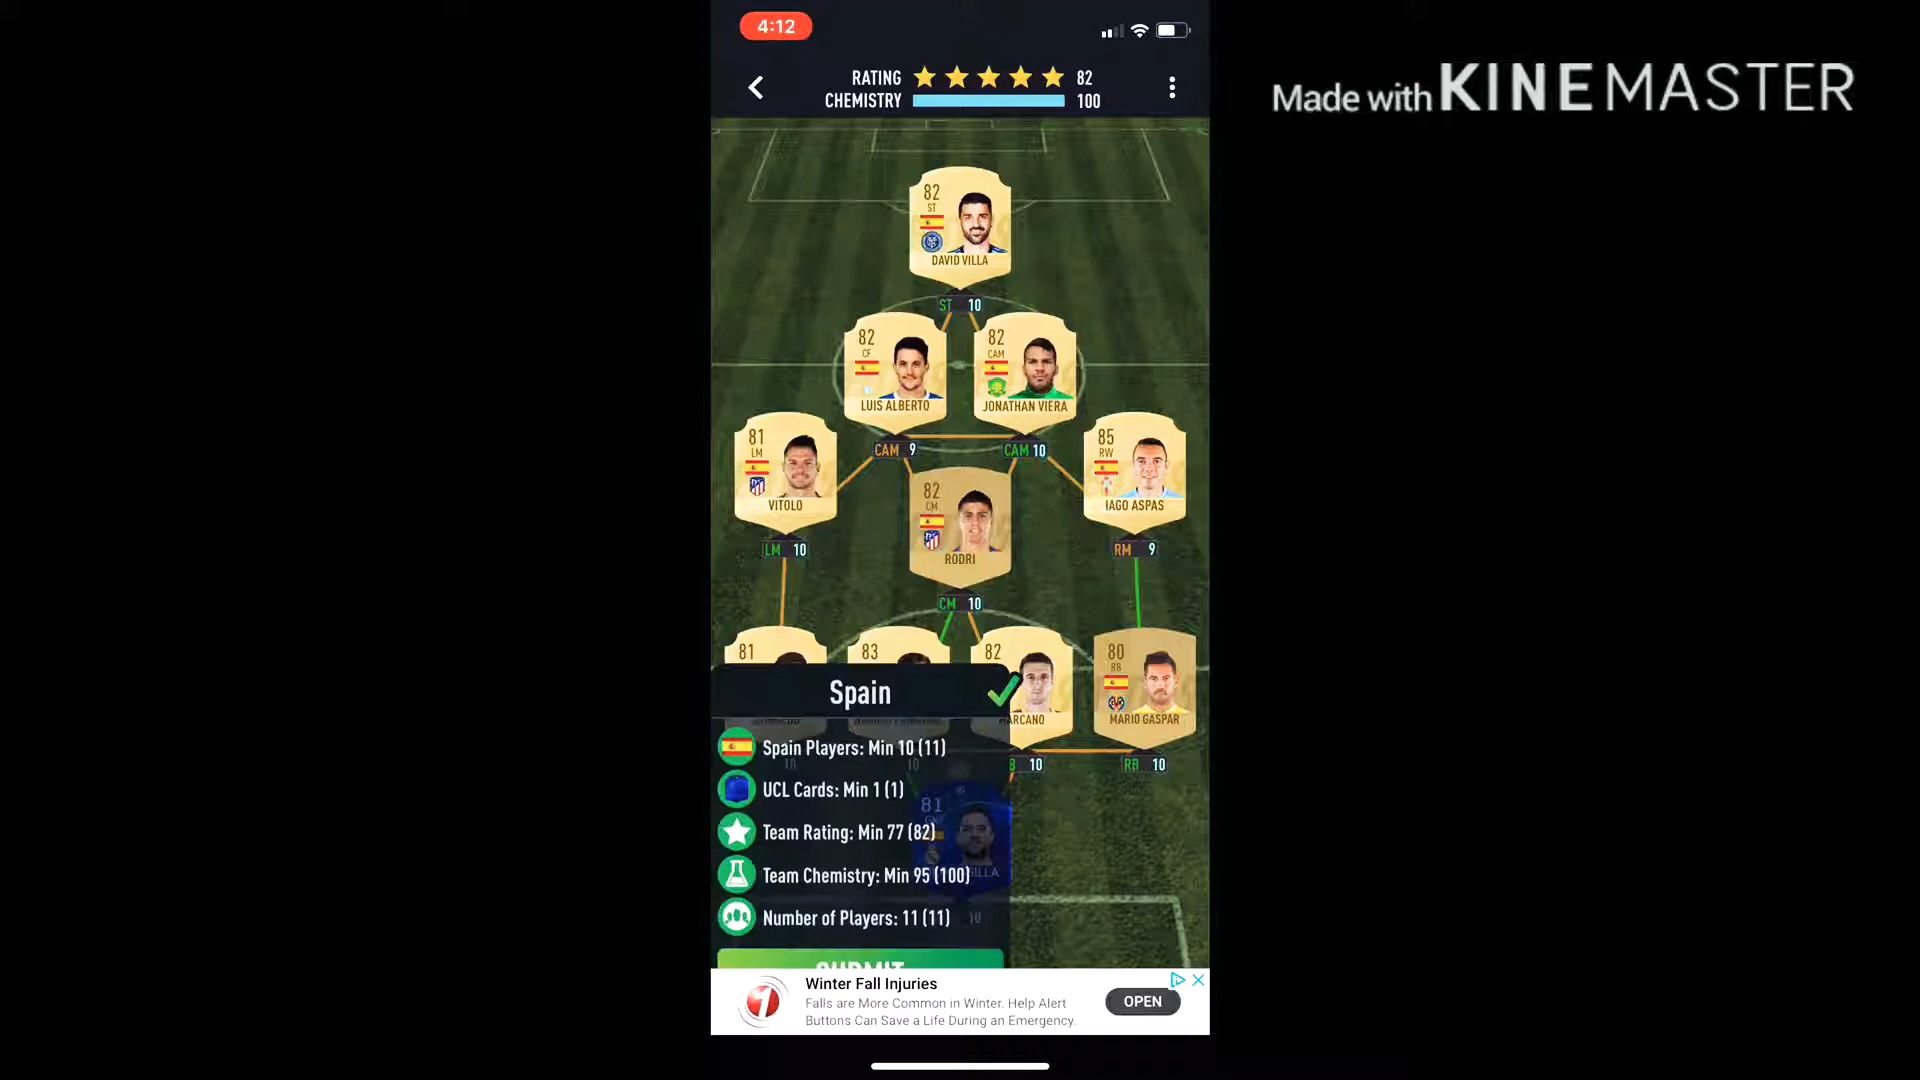 4:12
Made with KINEMASTER
RATING 82
CHEMISTRY 100
82
ST
DAVID VILLA
ST 10
82
CF
LUIS ALBERTO
82
CAM
JONATHAN VIERA
CAM 9
CAM 10
81
LM
VITOLO
85
RW
IAGO ASPAS
82
CM
RODRI
LM 10
RM 9
CM 10
81
83
82
ARCANO
80
RB
MARIO GASPAR
B 10
RB 10
Spain
Spain Players: Min 10 (11)
10
10
UCL Cards: Min 1 (1)
81
Team Rating: Min 77 (82)
Team Chemistry: Min 95 (100)
SILLA
Number of Players: 11 (11)
10
SUBMIT
Winter Fall Injuries
Falls are More Common in Winter. Help Alert
Buttons Can Save a Life During an Emergency.
OPEN